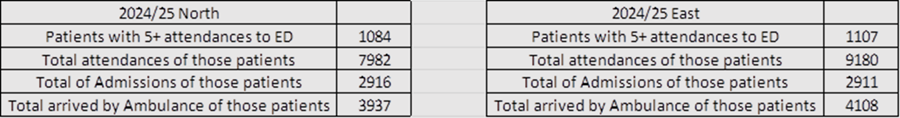 2024/25 North
Patients with 5+ attendances to ED 1084
Total attendances of those patients 7982
Total of Admissions of those patients 2916
Total arrived by Ambulance of those patients 3937
2024/25 East
Patients with 5+ attendances to ED 1107
Total attendances of those patients 9180
Total of Admissions of those patients 2911
Total arrived by Ambulance of those patients 4108